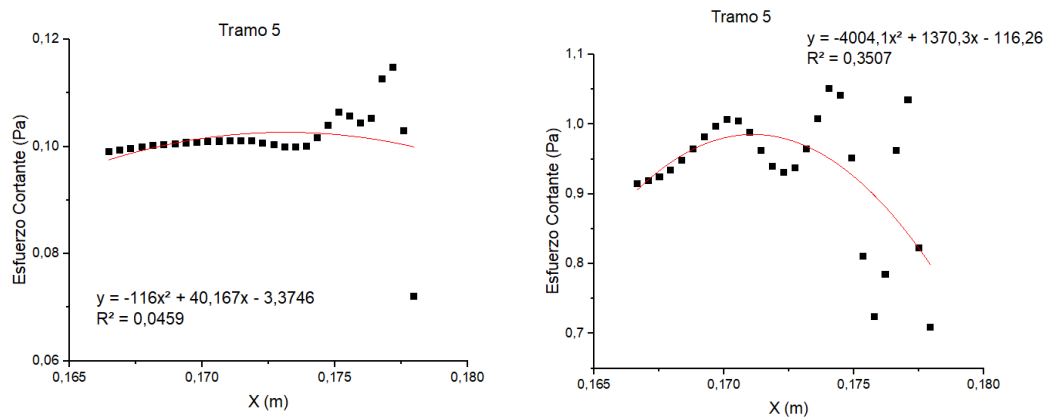 Tramo 5
0,12
0,10
0,08
0,06
Esfuerzo Cortante (Pa)
y = -116x² + 40,167x - 3,3746
R² = 0,0459
0,165 0,170 0,175 0,180
X (m)
Tramo 5
y = -4004,1x² + 1370,3x - 116,26
R² = 0,3507
1,1
1,0
0,9
0,8
0,7
Esfuerzo Cortante (Pa)
0,165 0,170 0,175 0,180
X (m)